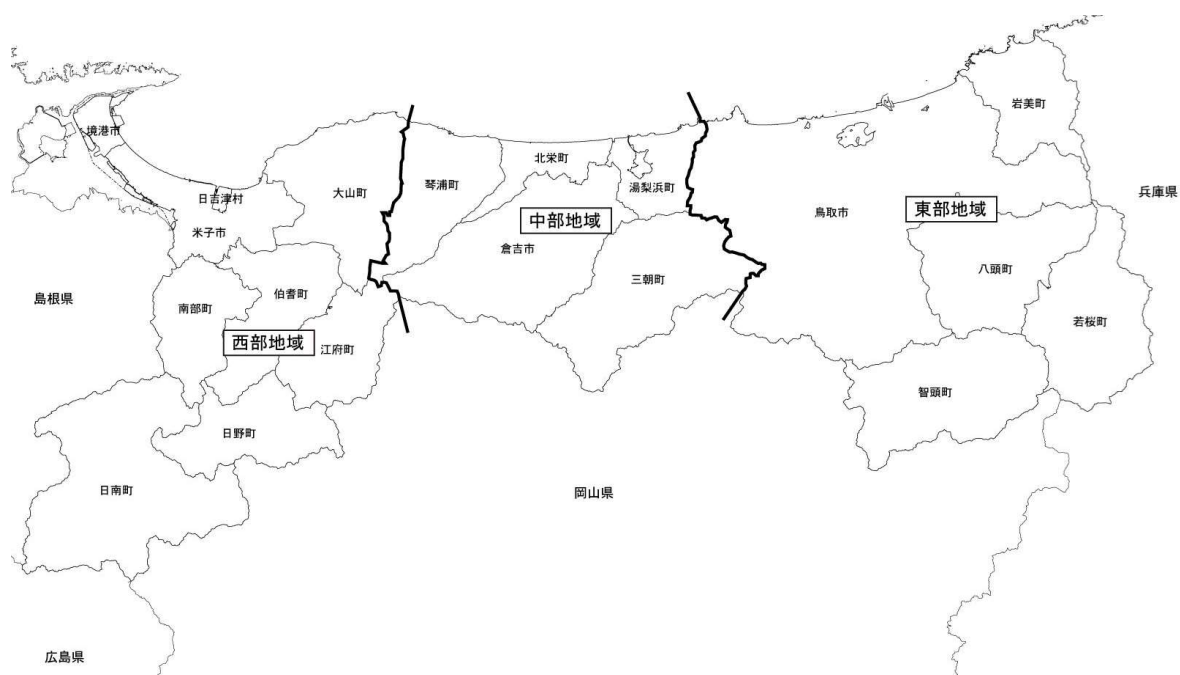 岩美町
境港市
北栄町
湯梨浜町
大山町
琴浦町
兵庫県
日吉津村
鳥取市
東部地域
中部地域
米子市
倉吉市
八頭町
三朝町
伯耆町
島根県
南部町
若桜町
西部地域
江府町
智頭町
日野町
日南町
岡山県
広島県